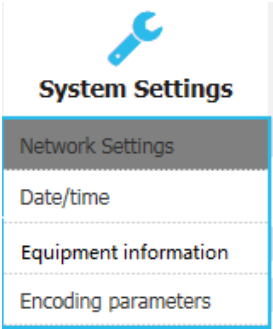 System Settings
Network Settings
Date/time
Equipment information
Encoding parameters